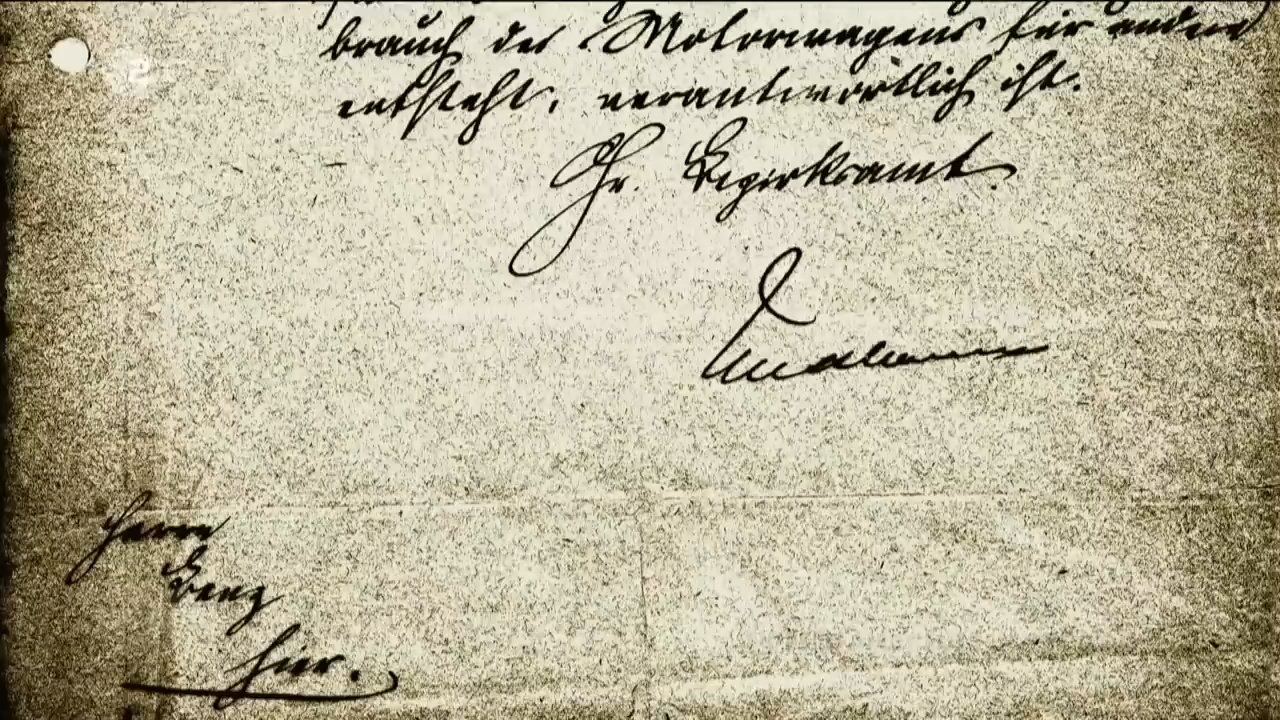 brauch des Motorwagens für andere
entsteht, verantwortlich ist.
Gr. Bezirksamt.
Herrn
Benz
hier.